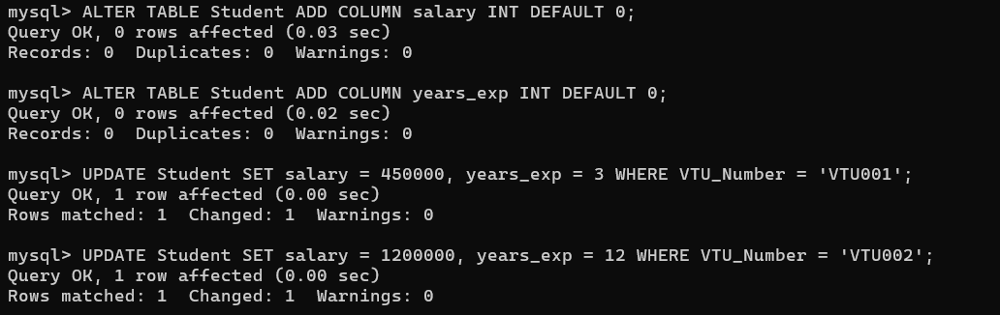 mysql> ALTER TABLE Student ADD COLUMN salary INT DEFAULT 0;
Query OK, 0 rows affected (0.03 sec)
Records: 0  Duplicates: 0  Warnings: 0
mysql> ALTER TABLE Student ADD COLUMN years_exp INT DEFAULT 0;
Query OK, 0 rows affected (0.02 sec)
Records: 0  Duplicates: 0  Warnings: 0
mysql> UPDATE Student SET salary = 450000, years_exp = 3 WHERE VTU_Number = 'VTU001';
Query OK, 1 row affected (0.00 sec)
Rows matched: 1  Changed: 1  Warnings: 0
mysql> UPDATE Student SET salary = 1200000, years_exp = 12 WHERE VTU_Number = 'VTU002';
Query OK, 1 row affected (0.00 sec)
Rows matched: 1  Changed: 1  Warnings: 0